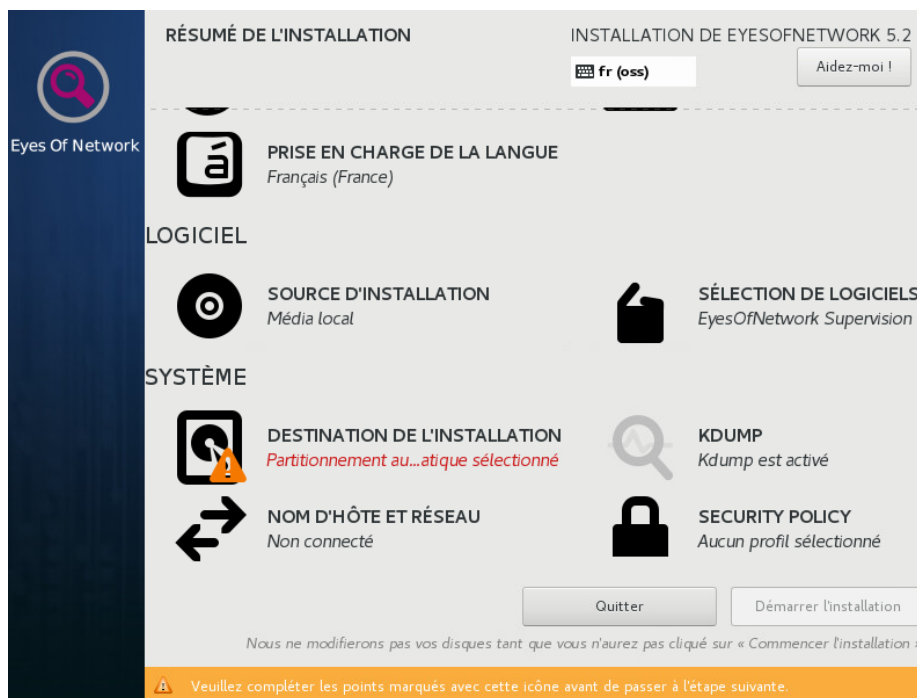 RÉSUMÉ DE L'INSTALLATION
INSTALLATION DE EYESOFNETWORK 5.2
fr (oss)
Aidez-moi !
Eyes Of Network
á
PRISE EN CHARGE DE LA LANGUE
Français (France)
LOGICIEL
SOURCE D'INSTALLATION
Média local
SÉLECTION DE LOGICIELS
EyesOfNetwork Supervision
SYSTÈME
DESTINATION DE L'INSTALLATION
Partitionnement au...atique sélectionné
KDUMP
Kdump est activé
NOM D'HÔTE ET RÉSEAU
Non connecté
SECURITY POLICY
Aucun profil sélectionné
Quitter
Démarrer l'installation
Nous ne modifierons pas vos disques tant que vous n'aurez pas cliqué sur « Commencer l'installation »
Veuillez compléter les points marqués avec cette icône avant de passer à l'étape suivante.